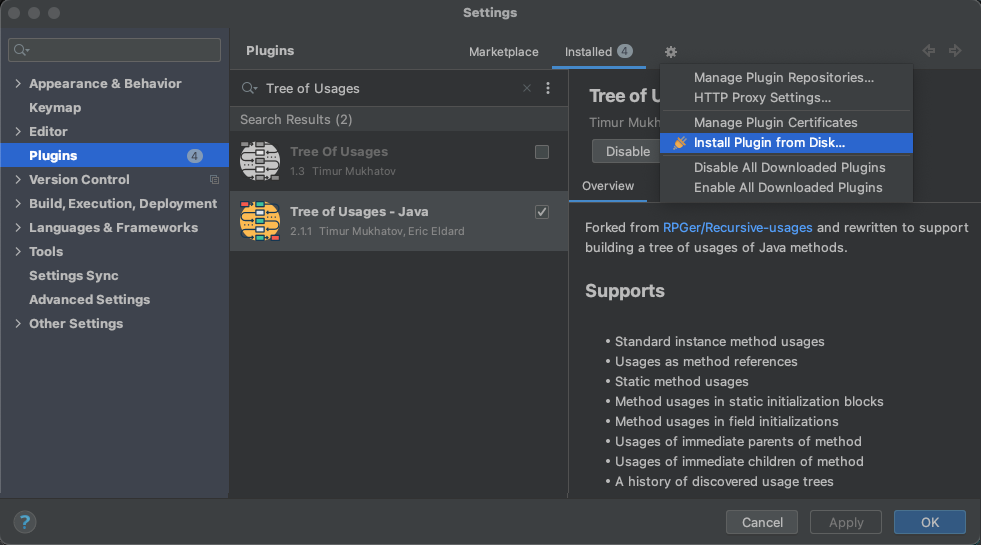 Settings
Plugins
Marketplace
Installed 4
Appearance & Behavior
Keymap
Editor
Plugins 4
Version Control
Build, Execution, Deployment
Languages & Frameworks
Tools
Settings Sync
Advanced Settings
Other Settings
Tree of Usages
Search Results (2)
Tree Of Usages
1.3 Timur Mukhatov
Tree of Usages - Java
2.1.1 Timur Mukhatov, Eric Eldard
Tree of U
Timur Mukh
Disable
Manage Plugin Repositories...
HTTP Proxy Settings...
Manage Plugin Certificates
Install Plugin from Disk...
Disable All Downloaded Plugins
Enable All Downloaded Plugins
Overview
Forked from RPGer/Recursive-usages and rewritten to support
building a tree of usages of Java methods.
Supports
• Standard instance method usages
• Usages as method references
• Static method usages
• Method usages in static initialization blocks
• Method usages in field initializations
• Usages of immediate parents of method
• Usages of immediate children of method
• A history of discovered usage trees
?
Cancel
Apply
OK